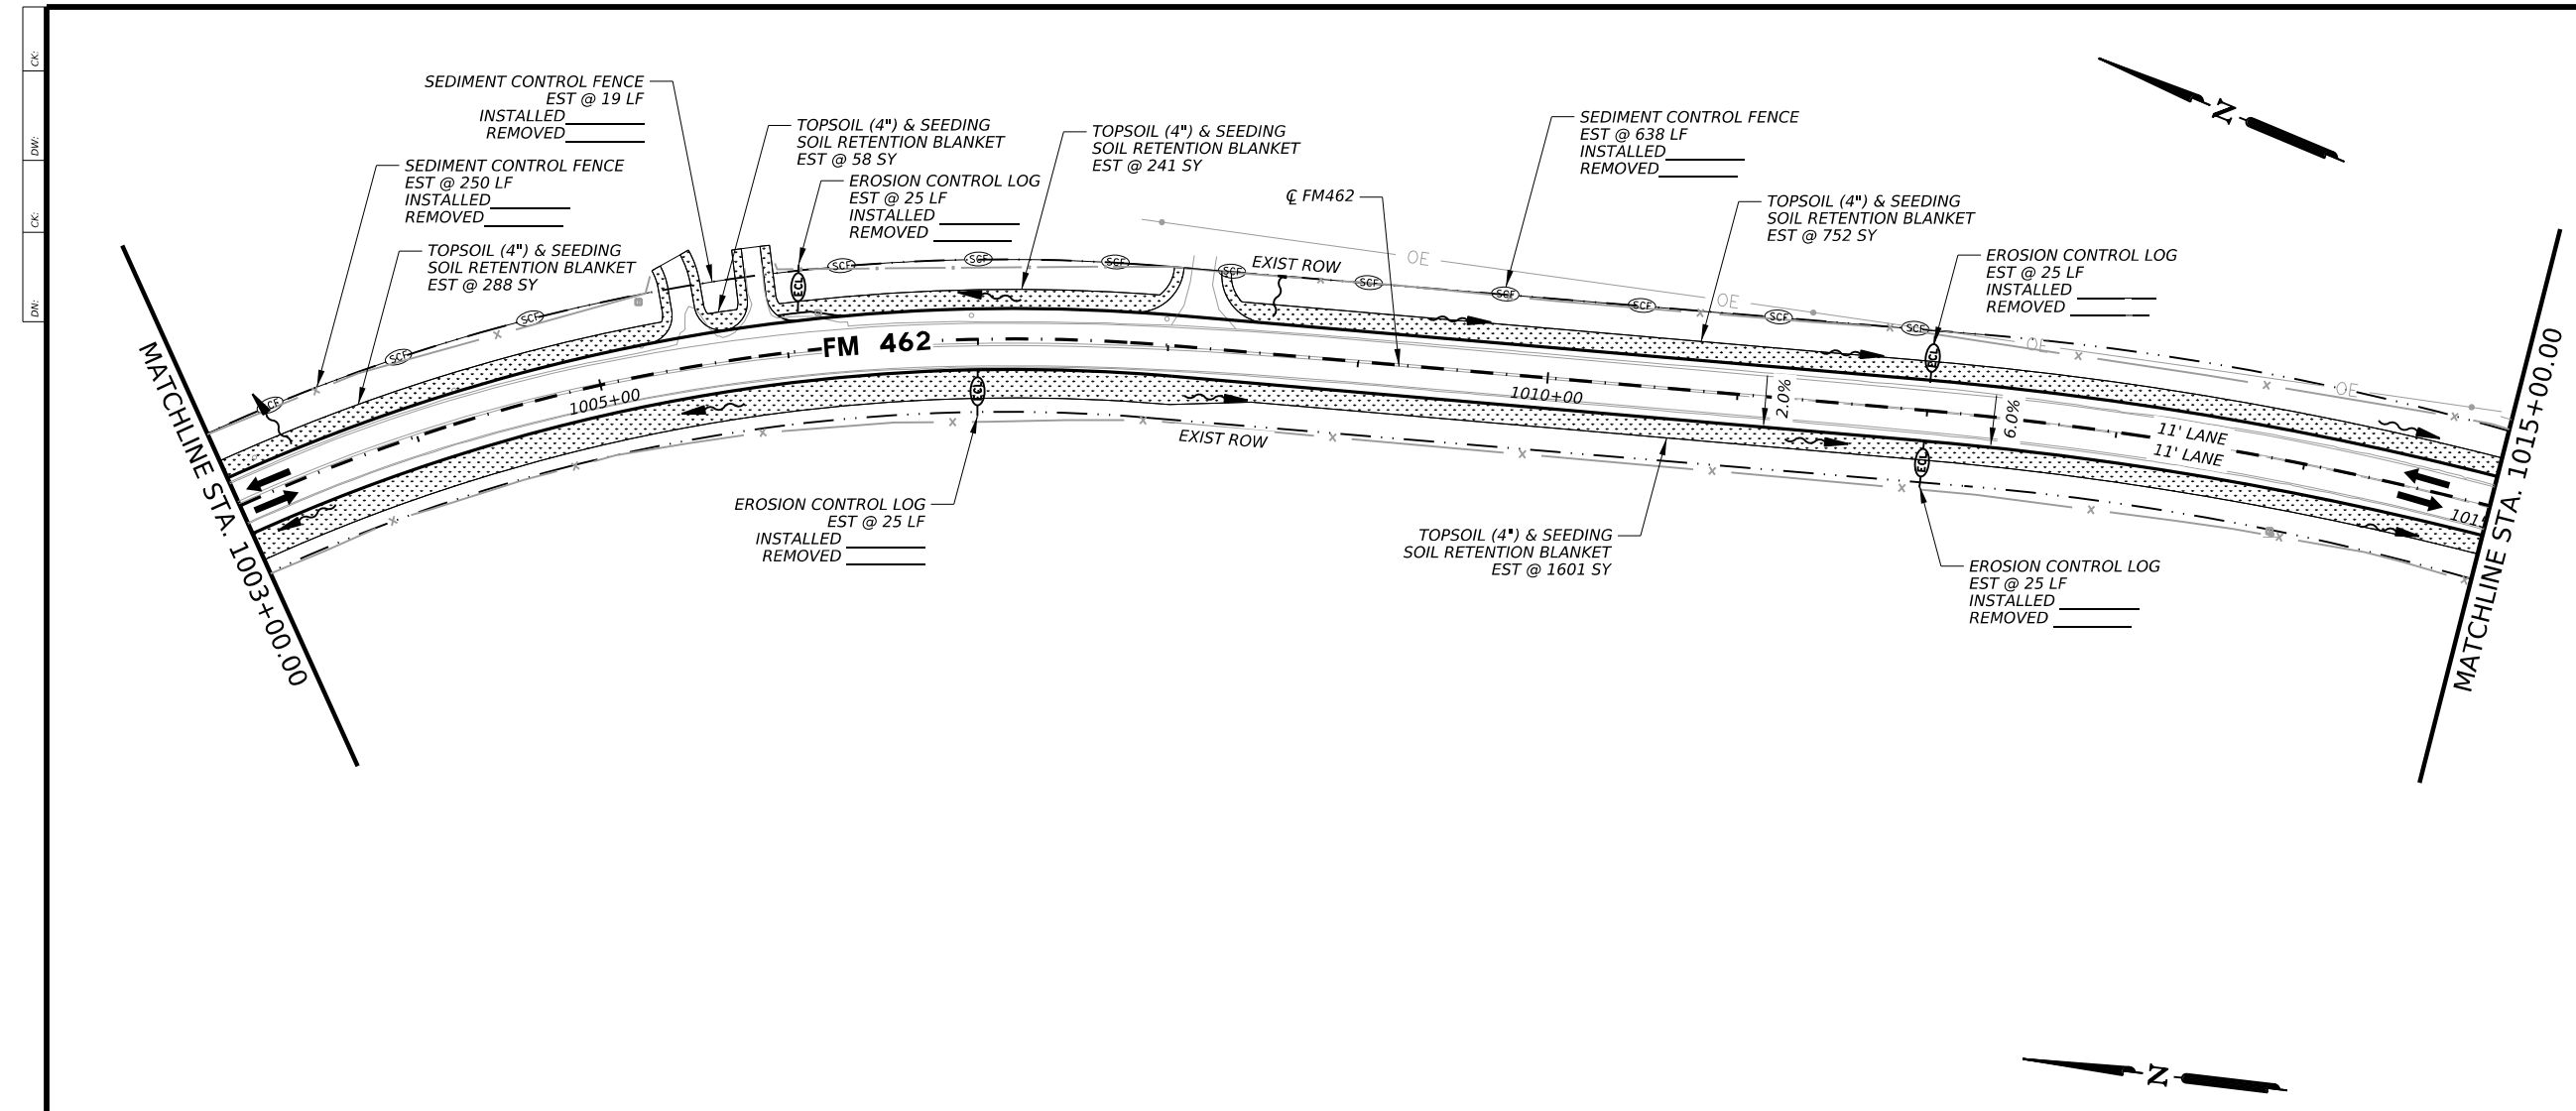 CK:
DW:
CK:
DN:
SEDIMENT CONTROL FENCE
EST @ 19 LF
INSTALLED
REMOVED
SEDIMENT CONTROL FENCE
EST @ 250 LF
INSTALLED
REMOVED
TOPSOIL (4") & SEEDING
SOIL RETENTION BLANKET
EST @ 288 SY
TOPSOIL (4") & SEEDING
SOIL RETENTION BLANKET
EST @ 58 SY
EROSION CONTROL LOG
EST @ 25 LF
INSTALLED
REMOVED
TOPSOIL (4") & SEEDING
SOIL RETENTION BLANKET
EST @ 241 SY
℄ FM462
SEDIMENT CONTROL FENCE
EST @ 638 LF
INSTALLED
REMOVED
TOPSOIL (4") & SEEDING
SOIL RETENTION BLANKET
EST @ 752 SY
EROSION CONTROL LOG
EST @ 25 LF
INSTALLED
REMOVED
N
OE
OE
OE
OE
EXIST ROW
SCF
SCF
SCF
SCF
SCF
SCF
SCF
SCF
SCF
SCF
SCF
SCF
ECL
ECL
ECL
ECL
FM 462
1005+00
1010+00
2.0%
6.0%
11' LANE
11' LANE
EXIST ROW
MATCHLINE STA. 1003+00.00
MATCHLINE STA. 1015+00.00
EROSION CONTROL LOG
EST @ 25 LF
INSTALLED
REMOVED
TOPSOIL (4") & SEEDING
SOIL RETENTION BLANKET
EST @ 1601 SY
EROSION CONTROL LOG
EST @ 25 LF
INSTALLED
REMOVED
N